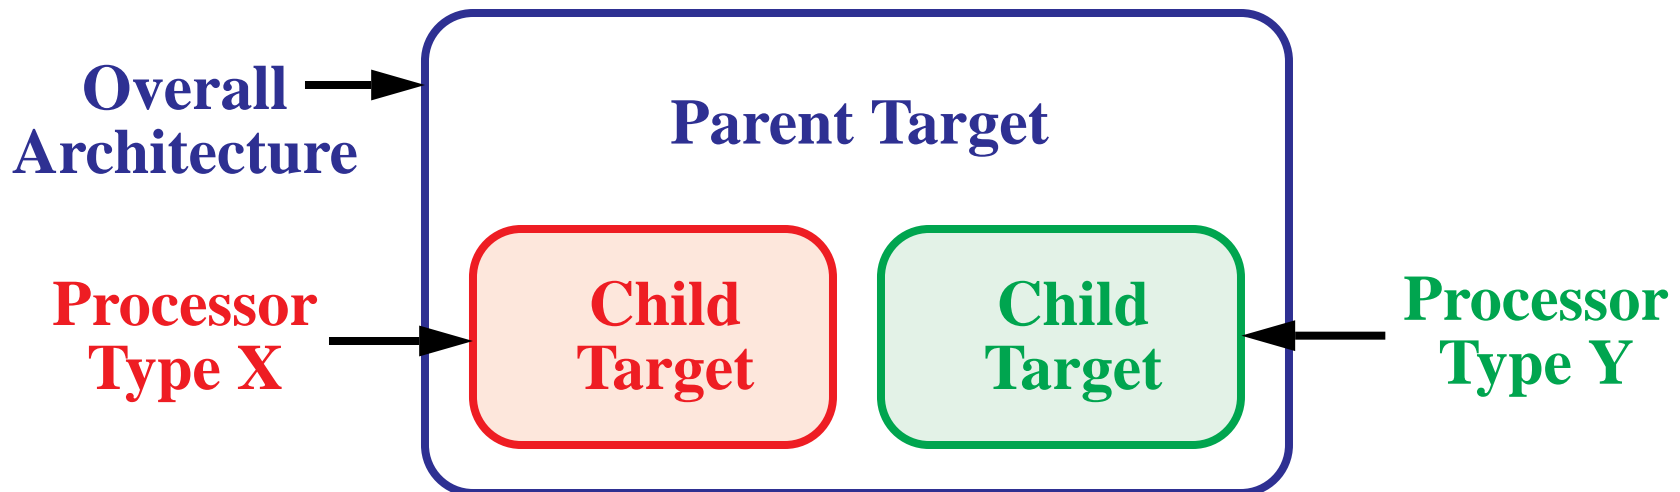 Overall
Architecture
Parent Target
Processor
Type X
Child
Target
Child
Target
Processor
Type Y